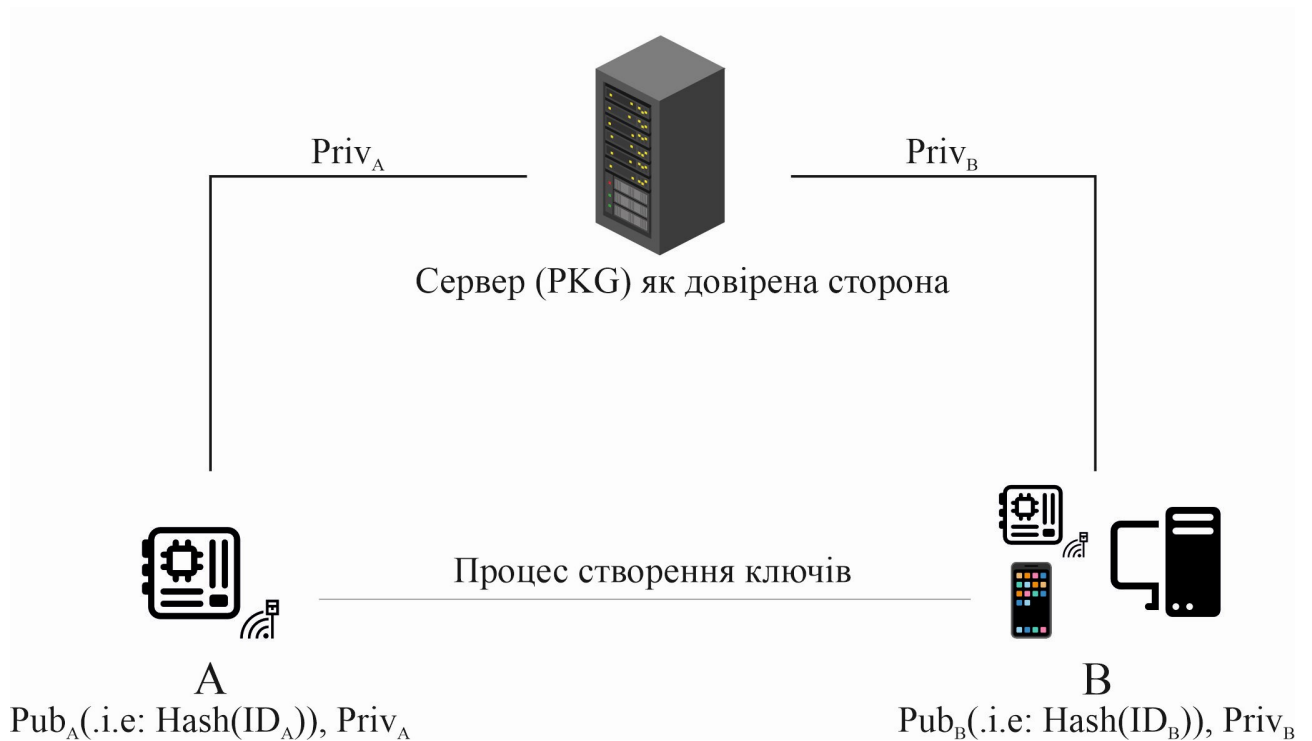 Priv_A
Priv_B
Сервер (PKG) як довірена сторона
Процес створення ключів
A
B
Pub_A(.i.e: Hash(ID_A)), Priv_A
Pub_B(.i.e: Hash(ID_B)), Priv_B